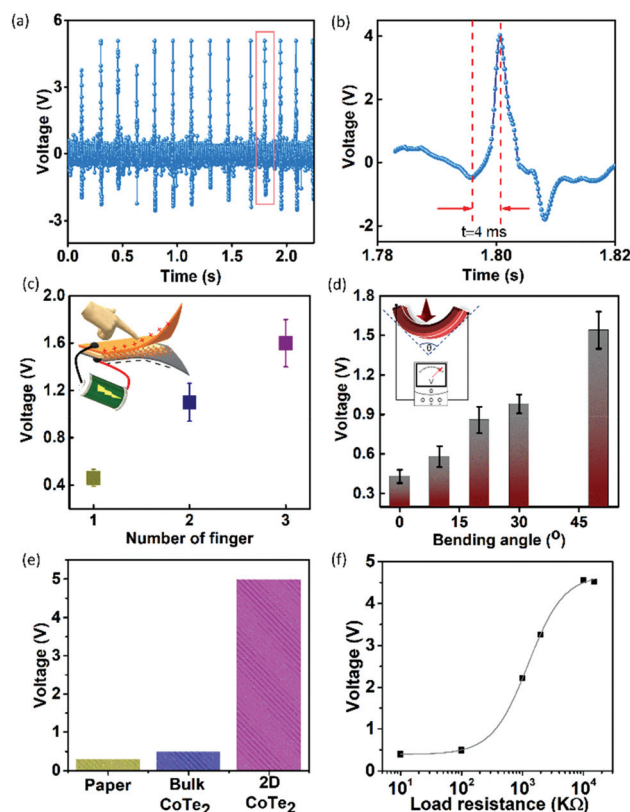 (a)
6
3
0
-3
Voltage (V)
0.0 0.5 1.0 1.5 2.0
Time (s)
(b)
4
2
0
-2
Voltage (V)
t=4 ms
1.78 1.80 1.82
Time (s)
(c)
2.0
1.6
1.2
0.8
0.4
Voltage (V)
1 2 3
Number of finger
(d)
1.8
1.5
1.2
0.9
0.6
0.3
Voltage (V)
V
0 15 30 45
Bending angle (°)
(e)
6
5
4
3
2
1
0
Voltage (V)
Paper Bulk 2D
CoTe2 CoTe2
(f)
5
4
3
2
1
0
Voltage (V)
10¹ 10² 10³ 10⁴
Load resistance (KΩ)